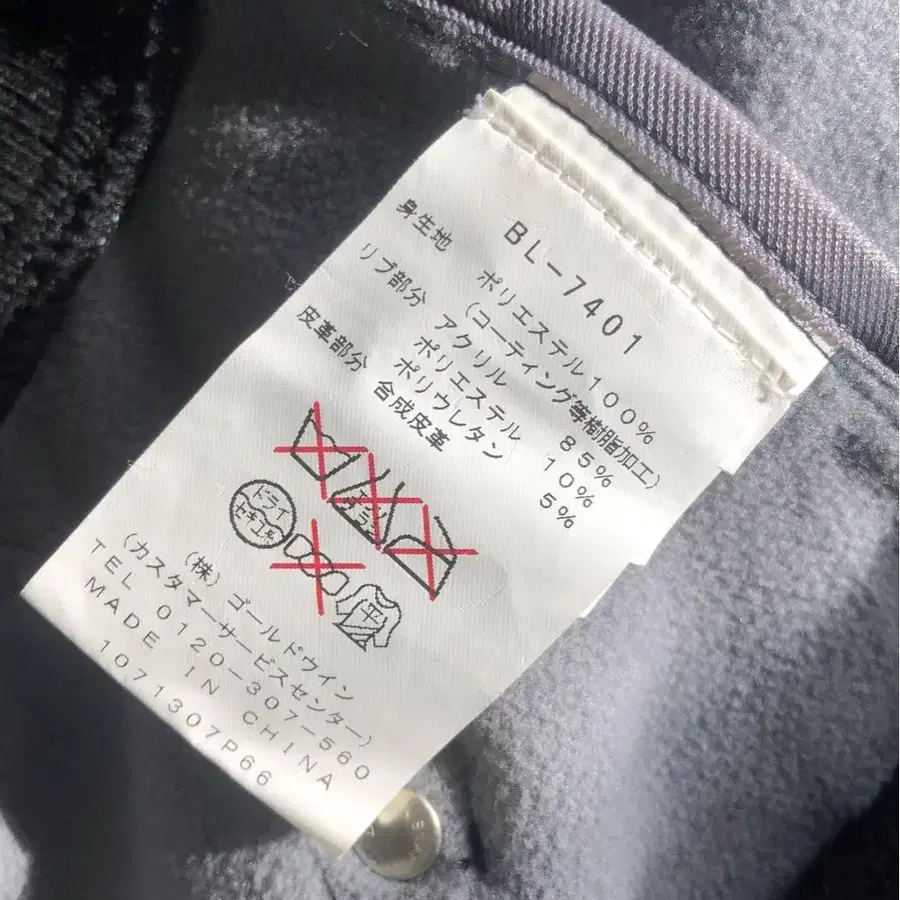 BL-7401
身生地 ポリエステル100%
(コーティング等樹脂加工)
リブ部分 アクリル 85%
ポリエステル 10%
ポリウレタン 5%
皮革部分 合成皮革
ドライ
セキユ系
平
(株)ゴールドウイン
(カスタマーサービスセンター)
TEL 0120-307-560
MADE IN CHINA
1071307P66